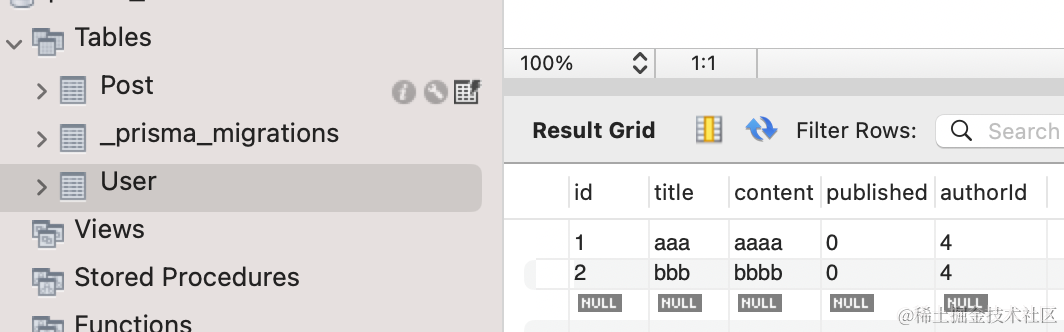 Tables
Post
_prisma_migrations
User
Views
Stored Procedures
Functions
100% 1:1
Result Grid Filter Rows: Search
id title content published authorId
1 aaa aaaa 0 4
2 bbb bbbb 0 4
NULL NULL NULL NULL NULL
@稀土掘金技术社区